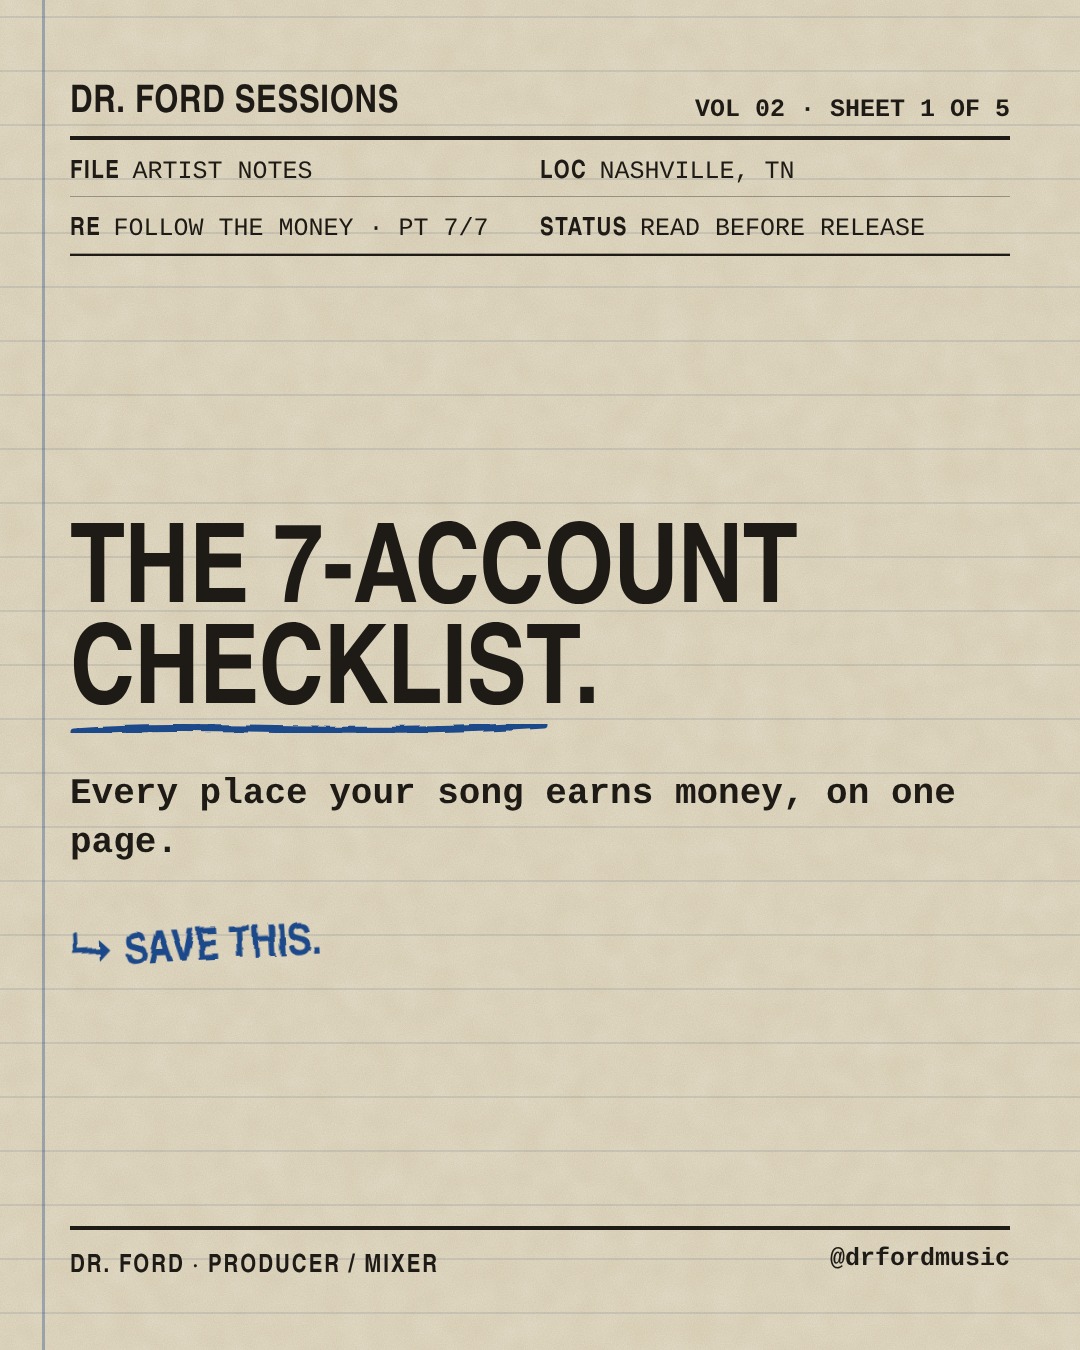 DR. FORD SESSIONS
VOL 02 · SHEET 1 OF 5
FILE ARTIST NOTES
LOC NASHVILLE, TN
RE FOLLOW THE MONEY · PT 7/7
STATUS READ BEFORE RELEASE
THE 7-ACCOUNT
CHECKLIST.
Every place your song earns money, on one
page.
↳ SAVE THIS.
DR. FORD · PRODUCER / MIXER
@drfordmusic